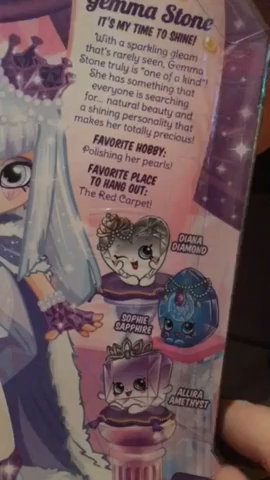 gemma Stone
IT'S MY TIME TO SHINE!
With a sparkling gleam
that's rarely seen, Gemma
Stone truly is "one of a kind"!
She has something that
everyone is searching
for... natural beauty and
a shining personality that
makes her totally precious!
FAVORITE HOBBY:
Polishing her pearls!
FAVORITE PLACE
TO HANG OUT:
The Red Carpet!
DIANA
DIAMOND
SOPHIE
SAPPHIRE
ALLIRA
AMETHYST